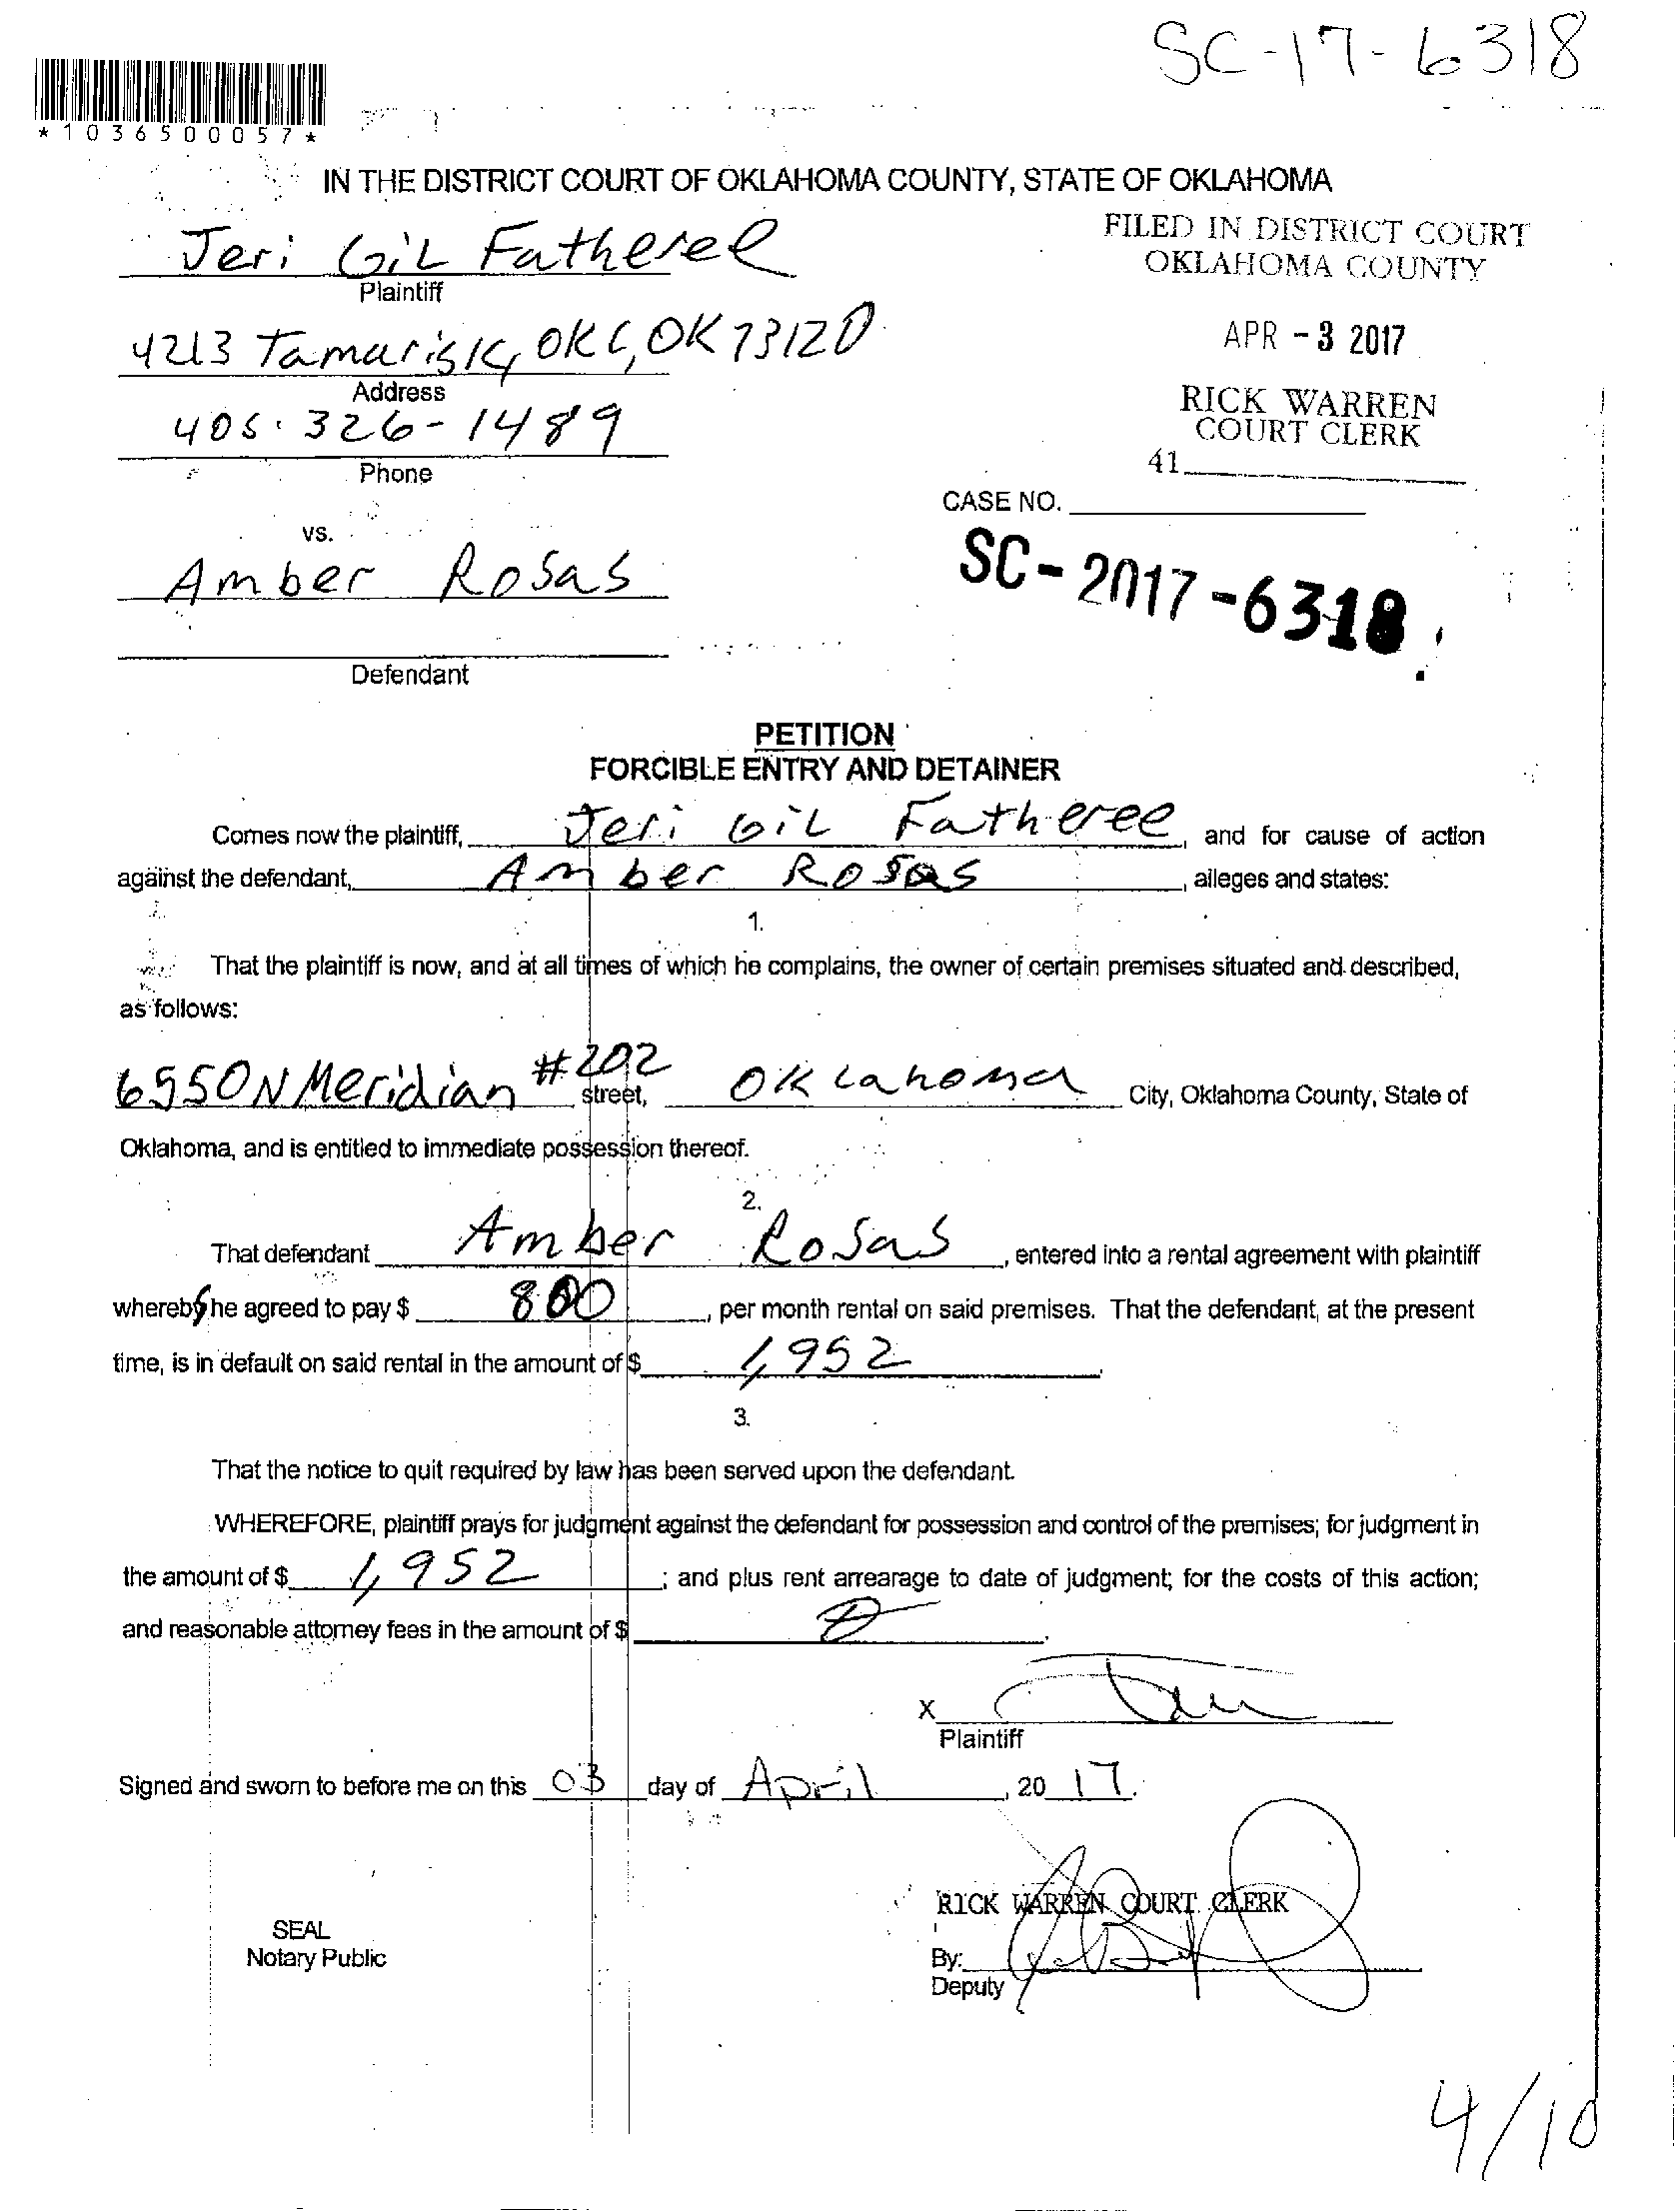 SC-17-6318
*1036500057*
IN THE DISTRICT COURT OF OKLAHOMA COUNTY, STATE OF OKLAHOMA
FILED IN DISTRICT COURT
OKLAHOMA COUNTY
APR -3 2017
RICK WARREN
COURT CLERK
41
Jeri Gil Fatheree
Plaintiff
4213 Tamarisk, OKC, OK 73120
Address
405-326-1489
Phone
CASE NO.
SC-2017-6318
vs.
Amber Rosas
Defendant
PETITION
FORCIBLE ENTRY AND DETAINER
Comes now the plaintiff, Jeri Gil Fatheree, and for cause of action
against the defendant, Amber Rosas, alleges and states:
1.
That the plaintiff is now, and at all times of which he complains, the owner of certain premises situated and described,
as follows:
6550 N Meridian #202 street, Oklahoma City, Oklahoma County, State of
Oklahoma, and is entitled to immediate possession thereof.
2.
That defendant Amber Rosas, entered into a rental agreement with plaintiff
whereby she agreed to pay $ 800, per month rental on said premises. That the defendant, at the present
time, is in default on said rental in the amount of $ 1,952.
3.
That the notice to quit required by law has been served upon the defendant.
WHEREFORE, plaintiff prays for judgment against the defendant for possession and control of the premises; for judgment in
the amount of $ 1,952; and plus rent arrearage to date of judgment; for the costs of this action;
and reasonable attorney fees in the amount of $ 0.
X
Plaintiff
Signed and sworn to before me on this 03 day of April, 20 17.
RICK WARREN COURT CLERK
SEAL
Notary Public
By:
Deputy
4/10